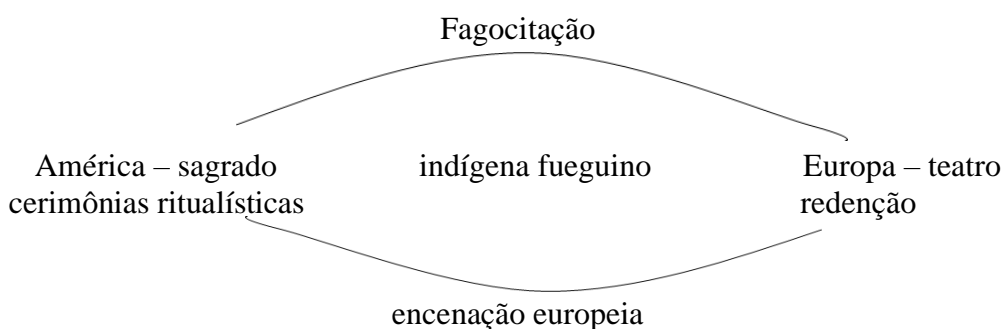 Fagocitação
América – sagrado indígena fueguino Europa – teatro
cerimônias ritualísticas redenção
encenação europeia